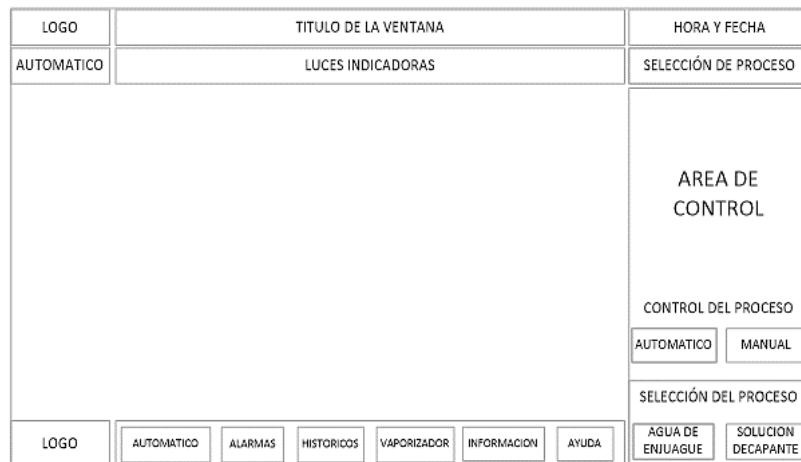 LOGO
TITULO DE LA VENTANA
HORA Y FECHA
AUTOMATICO
LUCES INDICADORAS
SELECCIÓN DE PROCESO
AREA DE
CONTROL
CONTROL DEL PROCESO
AUTOMATICO
MANUAL
SELECCIÓN DEL PROCESO
LOGO
AUTOMATICO
ALARMAS
HISTORICOS
VAPORIZADOR
INFORMACION
AYUDA
AGUA DE
ENJUAGUE
SOLUCION
DECAPANTE